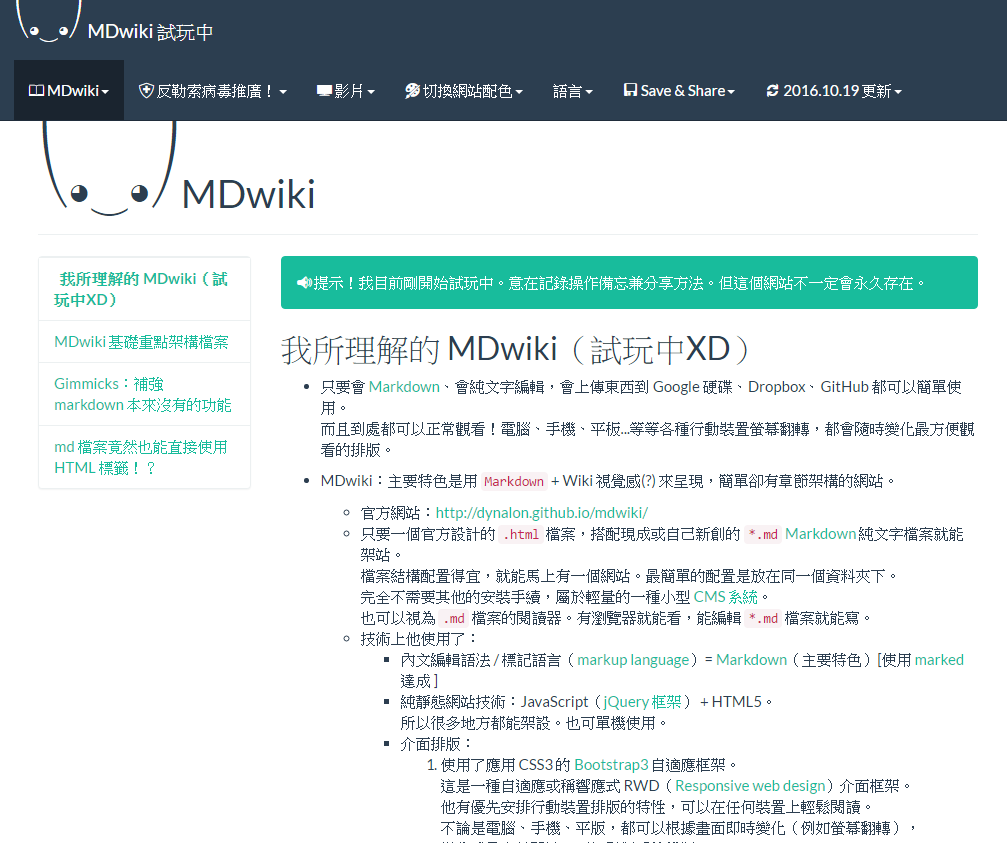 MDwiki 試玩中
MDwiki 反勒索病毒推廣！ 影片 切換網站配色 語言 Save & Share 2016.10.19 更新
MDwiki
我所理解的 MDwiki（試
玩中XD）
MDwiki 基礎重點架構檔案
Gimmicks：補強
markdown 本來沒有的功能
md 檔案竟然也能直接使用
HTML 標籤！？
提示！我目前剛開始試玩中。意在記錄操作備忘兼分享方法。但這個網站不一定會永久存在。
我所理解的 MDwiki（試玩中XD）
• 只要會 Markdown、會純文字編輯，會上傳東西到 Google 硬碟、Dropbox、GitHub 都可以簡單使
用。
而且到處都可以正常觀看！電腦、手機、平板...等等各種行動裝置螢幕翻轉，都會隨時變化最方便觀
看的排版。
• MDwiki：主要特色是用 Markdown + Wiki 視覺感(?) 來呈現，簡單卻有章節架構的網站。
◦ 官方網站：http://dynalon.github.io/mdwiki/
◦ 只要一個官方設計的 .html 檔案，搭配現成或自己新創的 *.md Markdown 純文字檔案就能
架站。
檔案結構配置得宜，就能馬上有一個網站。最簡單的配置是放在同一個資料夾下。
完全不需要其他的安裝手續，屬於輕量的一種小型 CMS 系統。
也可以視為 .md 檔案的閱讀器。有瀏覽器就能看，能編輯 *.md 檔案就能寫。
◦ 技術上他使用了：
▪ 內文編輯語法 / 標記語言（markup language）= Markdown（主要特色）[使用 marked
達成 ]
▪ 純靜態網站技術：JavaScript（jQuery 框架） + HTML5。
所以很多地方都能架設。也可單機使用。
▪ 介面排版：
1. 使用了應用 CSS3 的 Bootstrap3 自適應框架。
這是一種自適應或稱響應式 RWD（Responsive web design）介面框架。
他有優先安排行動裝置排版的特性，可以在任何裝置上輕鬆閱讀。
不論是電腦、手機、平版，都可以根據畫面即時變化（例如螢幕翻轉），